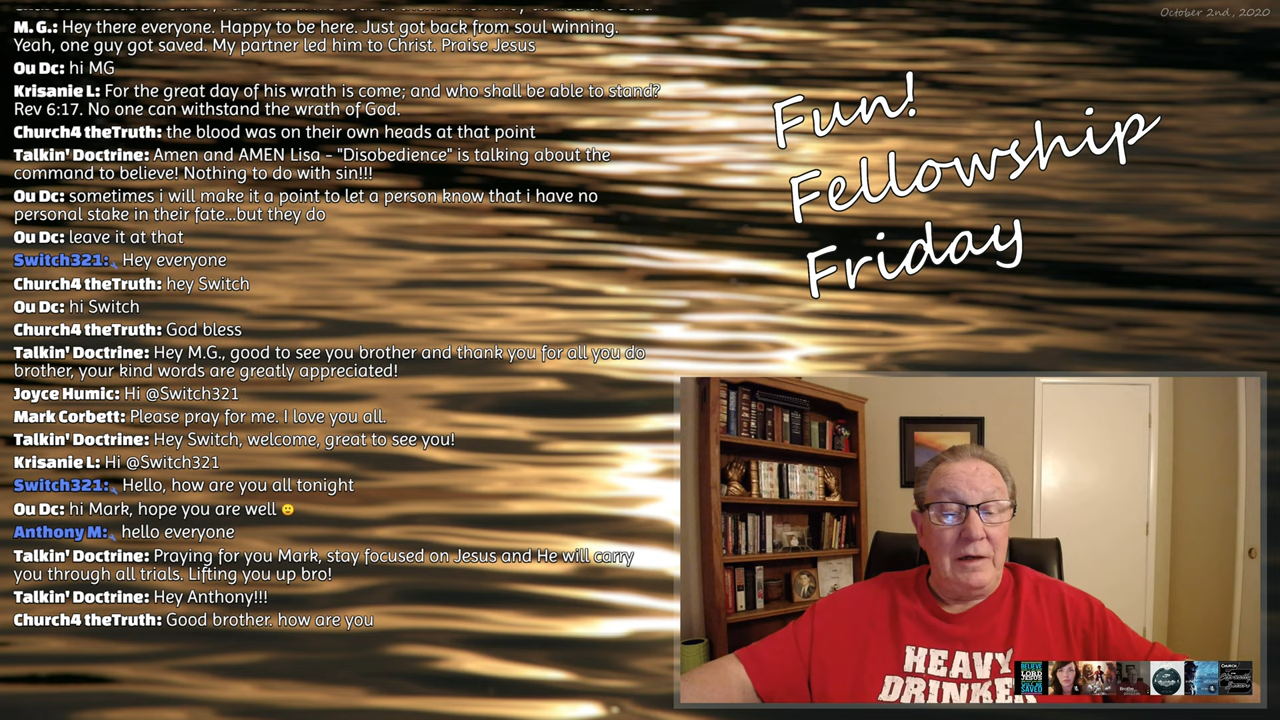 October 2nd, 2020
M. G.: Hey there everyone. Happy to be here. Just got back from soul winning.
Yeah, one guy got saved. My partner led him to Christ. Praise Jesus
Ou Dc: hi MG
Krisanie L: For the great day of his wrath is come; and who shall be able to stand?
Rev 6:17. No one can withstand the wrath of God.
Church4 theTruth: the blood was on their own heads at that point
Talkin' Doctrine: Amen and AMEN Lisa - "Disobedience" is talking about the
command to believe! Nothing to do with sin!!!
Ou Dc: sometimes i will make it a point to let a person know that i have no
personal stake in their fate...but they do
Ou Dc: leave it at that
Switch321: Hey everyone
Church4 theTruth: hey Switch
Ou Dc: hi Switch
Church4 theTruth: God bless
Talkin' Doctrine: Hey M.G., good to see you brother and thank you for all you do
brother, your kind words are greatly appreciated!
Joyce Humic: Hi @Switch321
Mark Corbett: Please pray for me. I love you all.
Talkin' Doctrine: Hey Switch, welcome, great to see you!
Krisanie L: Hi @Switch321
Switch321: Hello, how are you all tonight
Ou Dc: hi Mark, hope you are well 🙂
Anthony M: hello everyone
Talkin' Doctrine: Praying for you Mark, stay focused on Jesus and He will carry
you through all trials. Lifting you up bro!
Talkin' Doctrine: Hey Anthony!!!
Church4 theTruth: Good brother. how are you
Fun!
Fellowship
Friday
HEAVY
DRINKER
BELIEVE
LORD
JESUS
SAVED
CHURCH